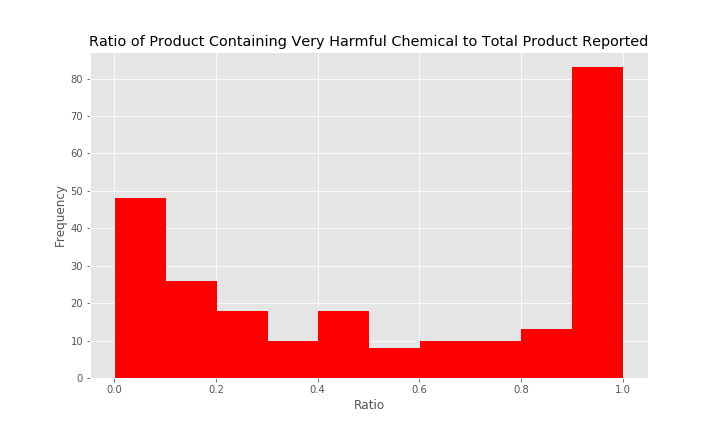 Ratio of Product Containing Very Harmful Chemical to Total Product Reported
80
70
60
50
40
30
20
10
0
Frequency
0.0 0.2 0.4 0.6 0.8 1.0
Ratio